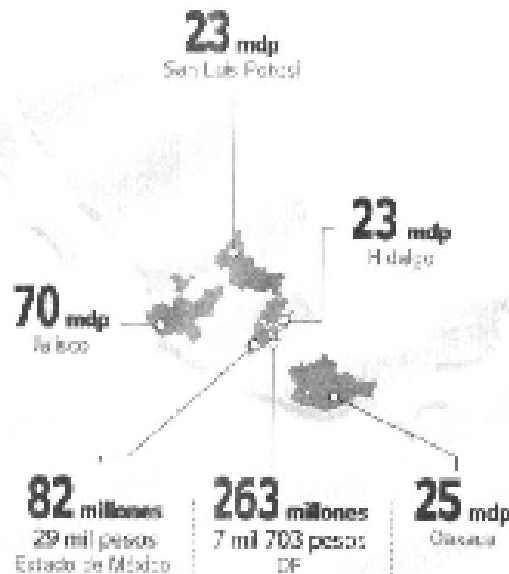 23 mdp
San Luis Potosí
23 mdp
Hidalgo
70 mdp
Jalisco
82 millones
29 mil pesos
Estado de México
263 millones
7 mil 703 pesos
DF
25 mdp
Oaxaca